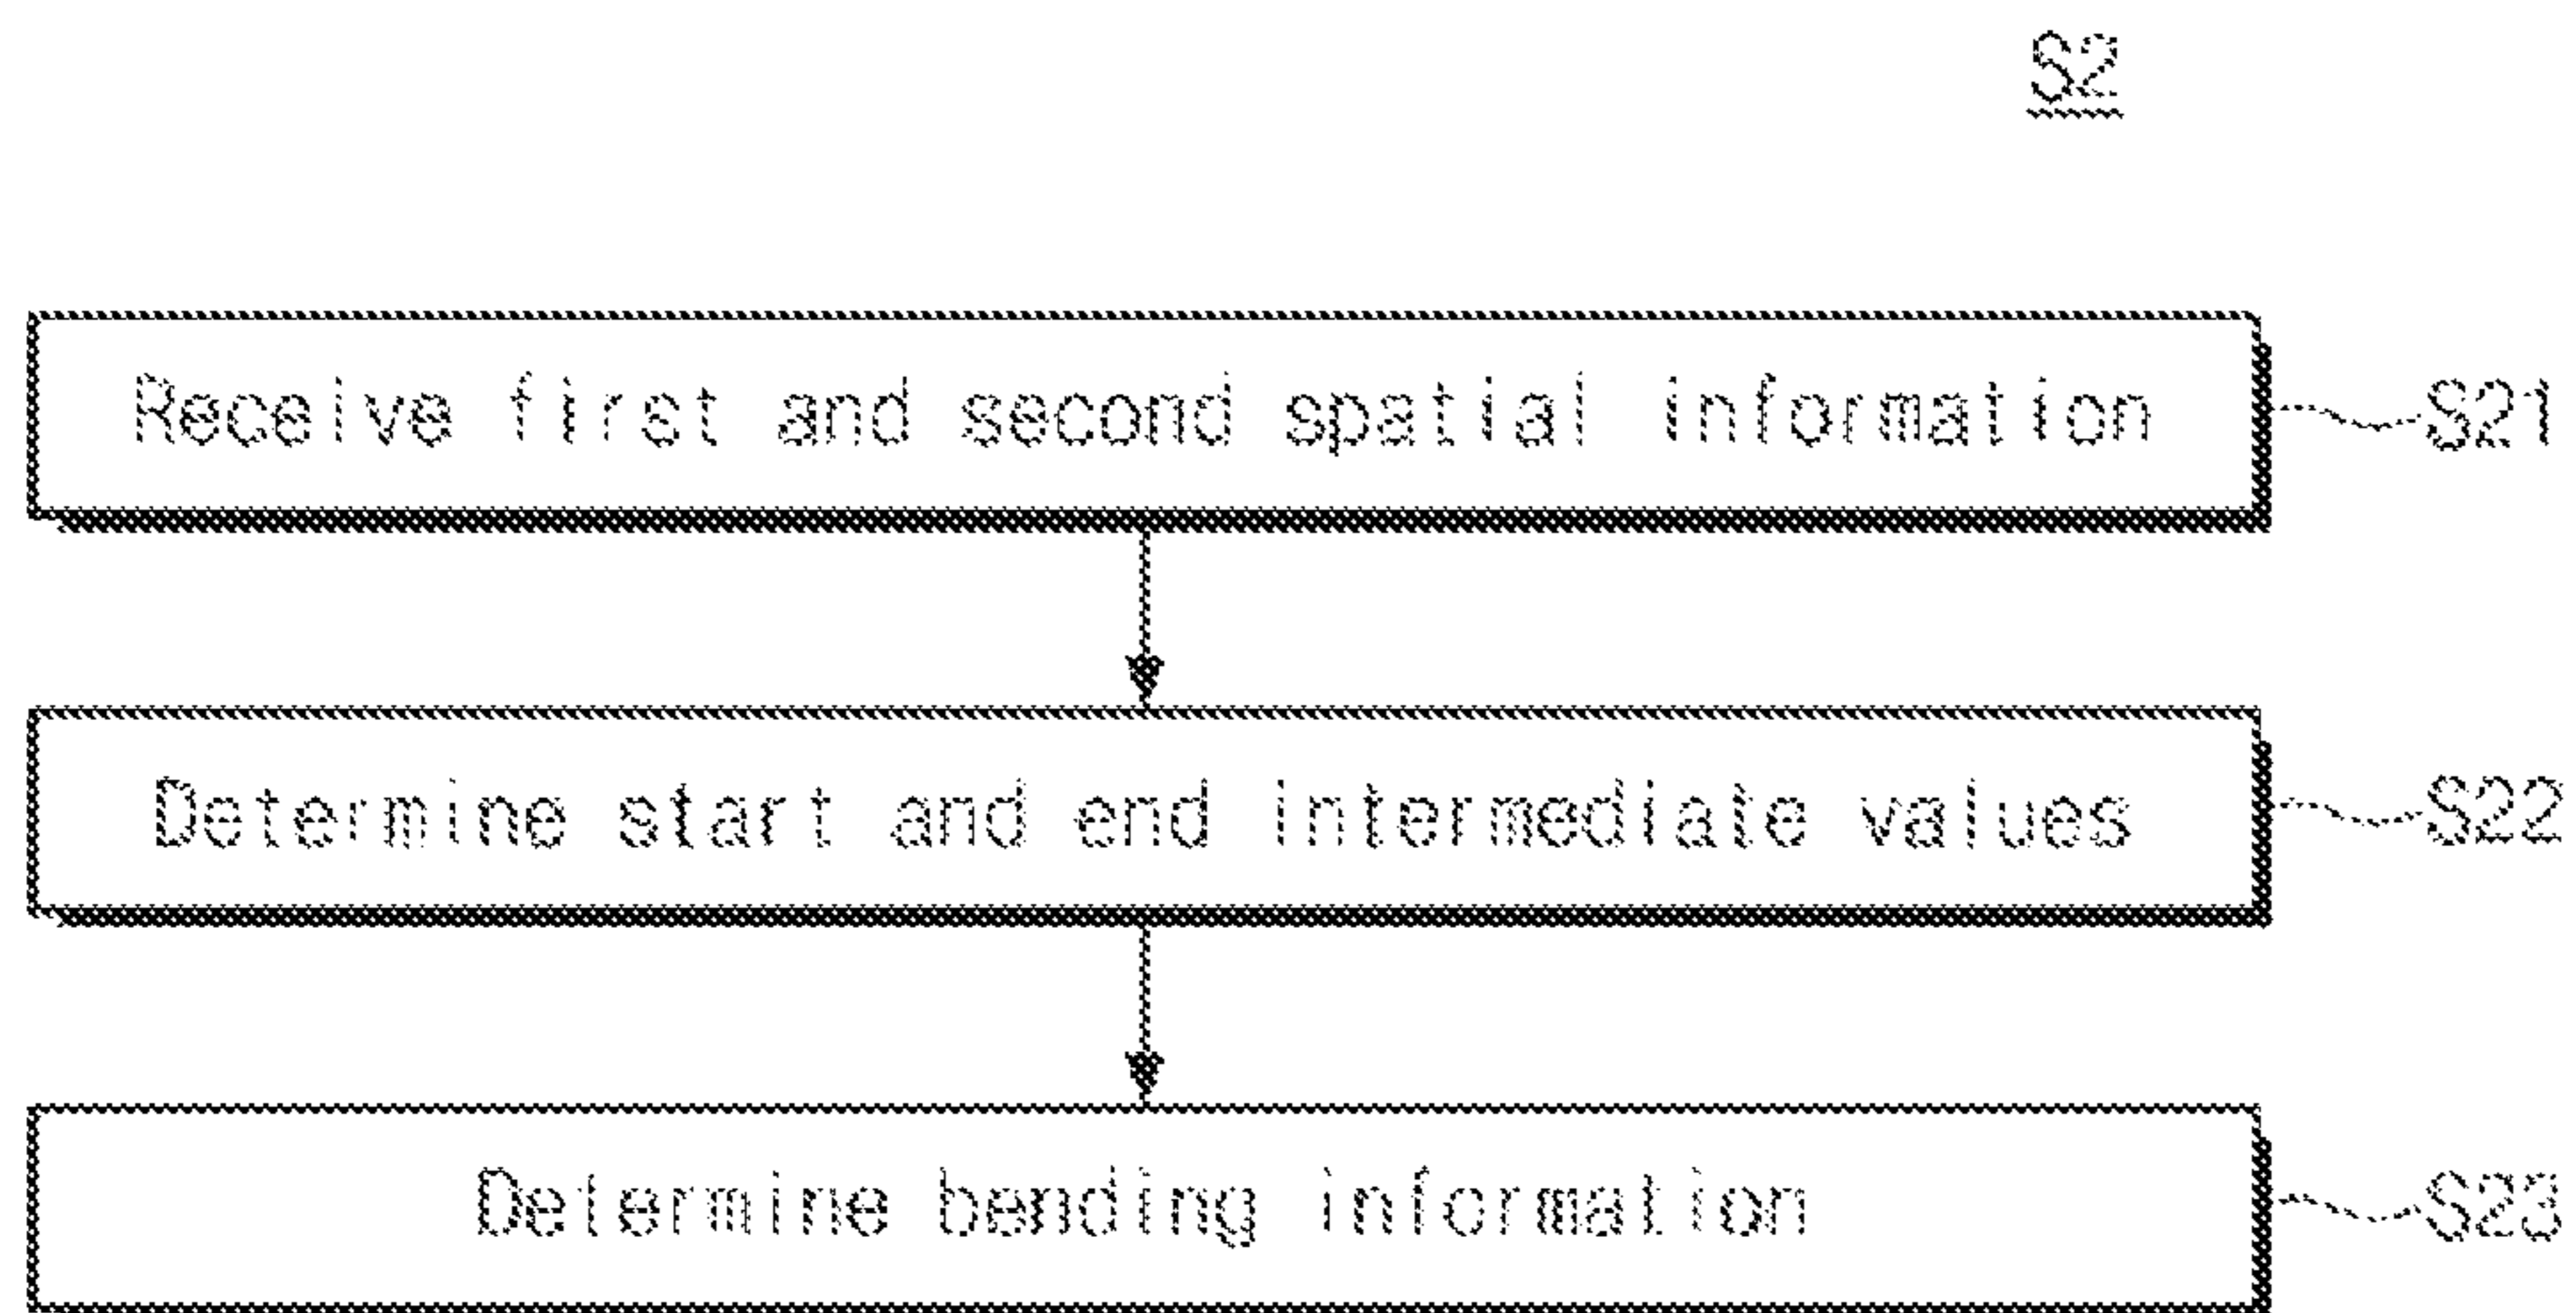 S2
Receive first and second spatial information
S21
Determine start and end intermediate values
S22
Determine bending information
S23